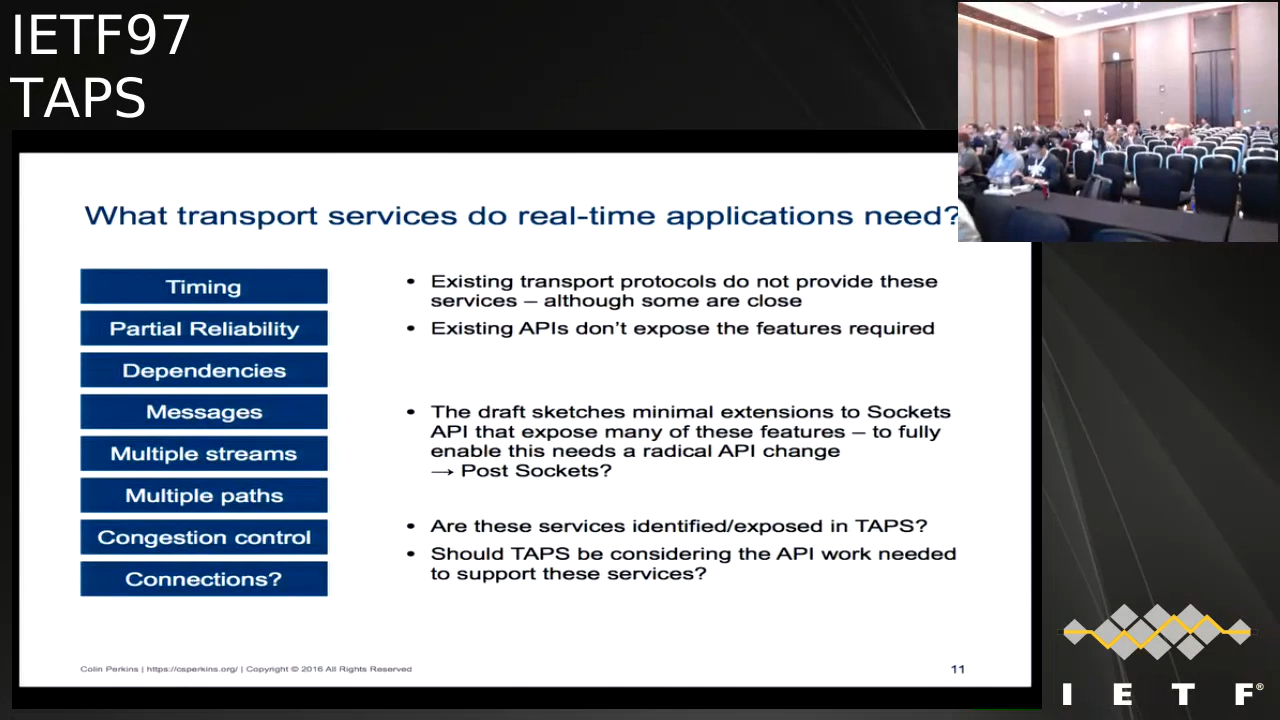 IETF97
TAPS
What transport services do real-time applications need?
Timing
Partial Reliability
Dependencies
Messages
Multiple streams
Multiple paths
Congestion control
Connections?
• Existing transport protocols do not provide these
services – although some are close
• Existing APIs don't expose the features required
• The draft sketches minimal extensions to Sockets
API that expose many of these features – to fully
enable this needs a radical API change
→ Post Sockets?
• Are these services identified/exposed in TAPS?
• Should TAPS be considering the API work needed
to support these services?
Colin Perkins | https://csperkins.org/ | Copyright © 2016 All Rights Reserved
11
I E T F®